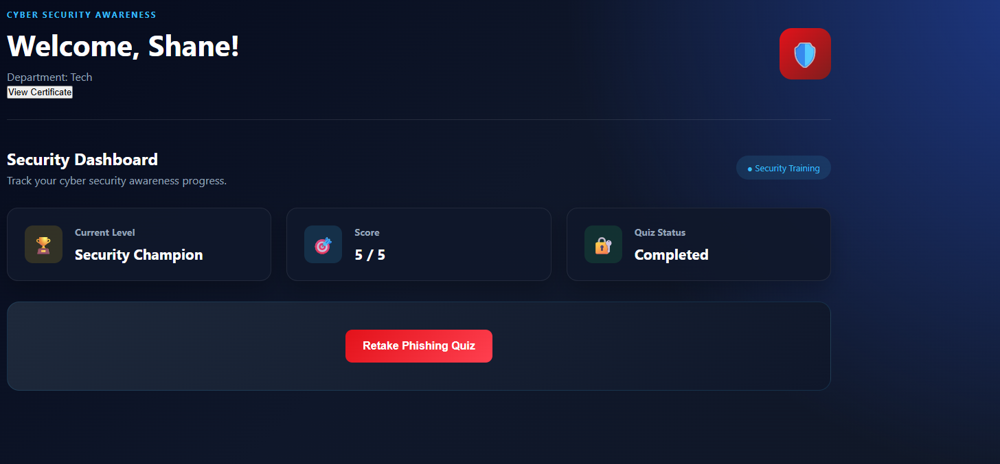 CYBER SECURITY AWARENESS
Welcome, Shane!
Department: Tech
View Certificate
Security Dashboard
Track your cyber security awareness progress.
● Security Training
Current Level
Security Champion
Score
5 / 5
Quiz Status
Completed
Retake Phishing Quiz